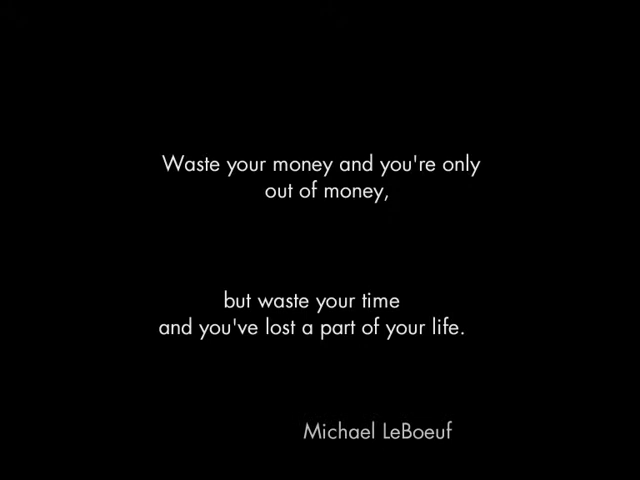 Waste your money and you're only
out of money,
but waste your time
and you've lost a part of your life.
Michael LeBoeuf